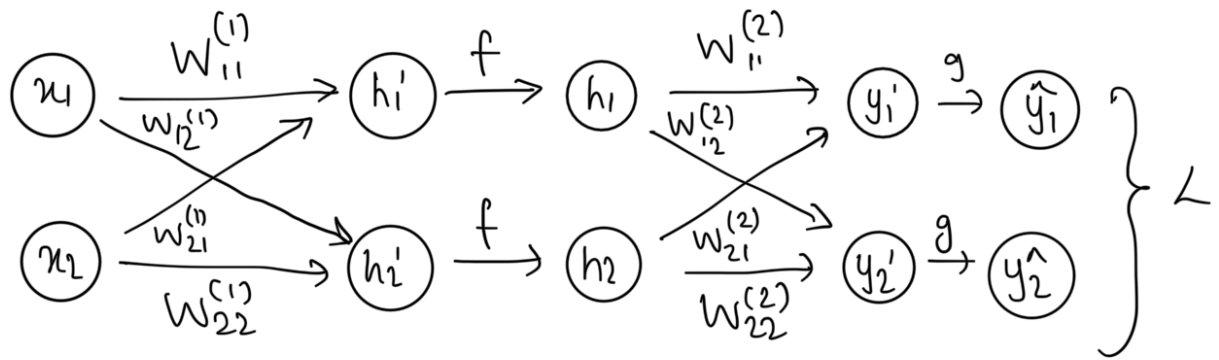 W₁₁⁽¹⁾ f W₁₁⁽²⁾ g
x₁ h₁' h₁ y₁' ŷ₁
W₁₂⁽¹⁾ W₁₂⁽²⁾
L
W₂₁⁽¹⁾ f W₂₁⁽²⁾ g
x₂ h₂' h₂ y₂' ŷ₂
W₂₂⁽¹⁾ W₂₂⁽²⁾